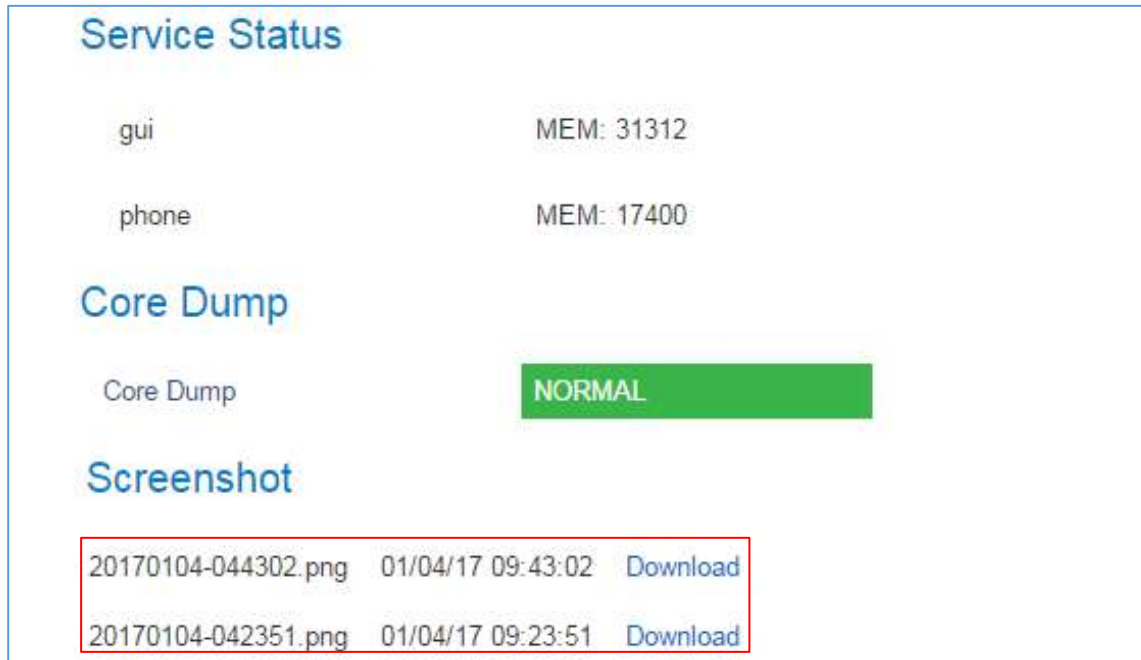 Service Status
gui MEM: 31312
phone MEM: 17400
Core Dump
Core Dump NORMAL
Screenshot
20170104-044302.png 01/04/17 09:43:02 Download
20170104-042351.png 01/04/17 09:23:51 Download